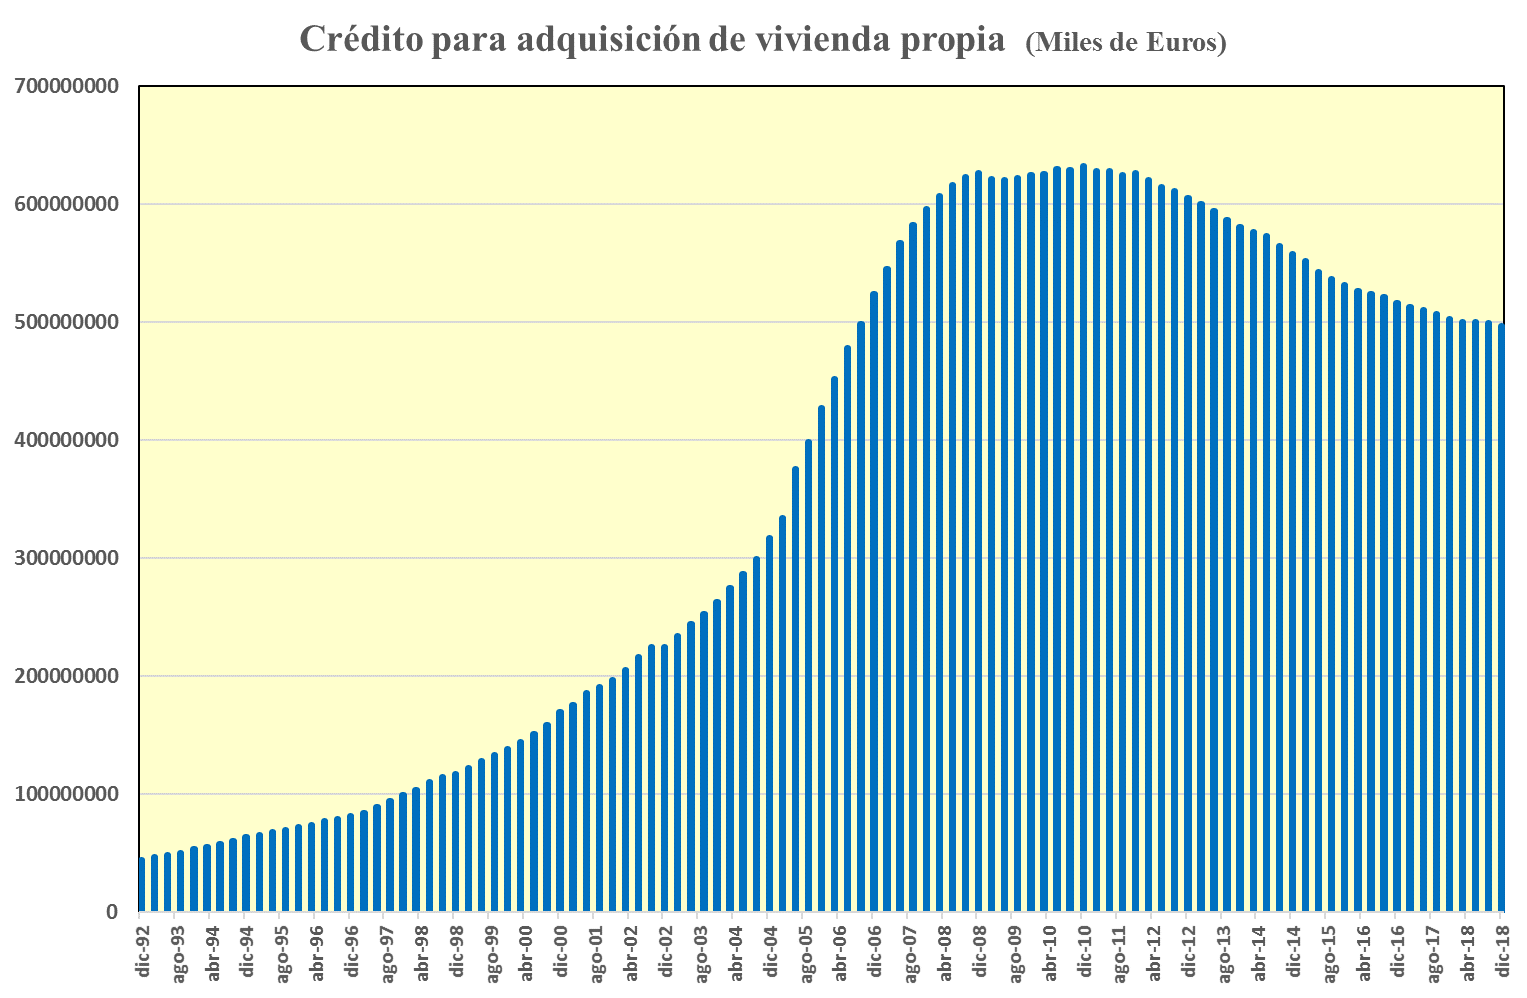 Crédito para adquisición de vivienda propia (Miles de Euros)
700000000
600000000
500000000
400000000
300000000
200000000
100000000
0
dic-92
ago-93
abr-94
dic-94
ago-95
abr-96
dic-96
ago-97
abr-98
dic-98
ago-99
abr-00
dic-00
ago-01
abr-02
dic-02
ago-03
abr-04
dic-04
ago-05
abr-06
dic-06
ago-07
abr-08
dic-08
ago-09
abr-10
dic-10
ago-11
abr-12
dic-12
ago-13
abr-14
dic-14
ago-15
abr-16
dic-16
ago-17
abr-18
dic-18